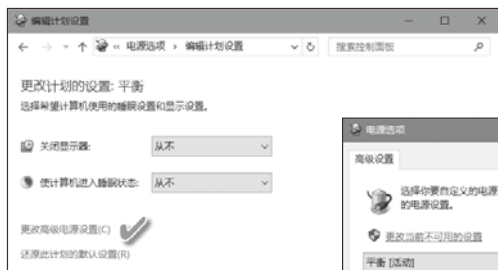 编辑计划设置
« 电源选项 › 编辑计划设置
搜索控制面板
更改计划的设置: 平衡
选择希望计算机使用的睡眠设置和显示设置。
关闭显示器: 从不
使计算机进入睡眠状态: 从不
更改高级电源设置(C)
还原此计划的默认设置(R)
电源选项
高级设置
选择你要自定义的电源
的电源设置。
更改当前不可用的设置
平衡 [活动]